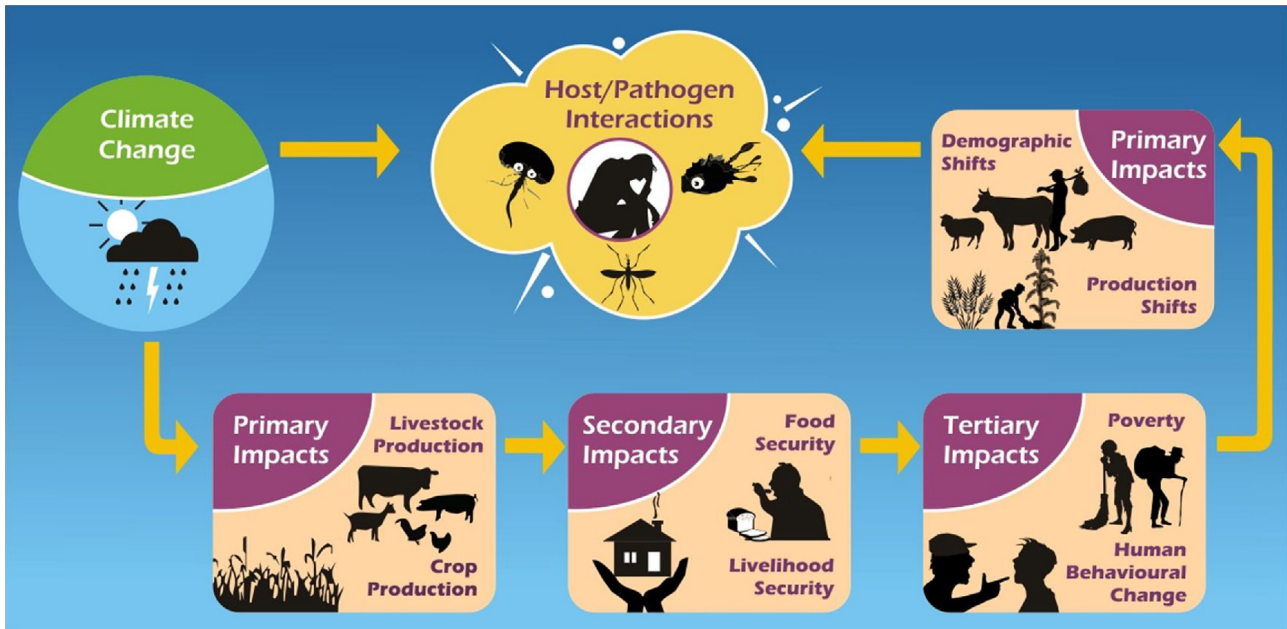 Climate
Change
Host/Pathogen
Interactions
Demographic
Shifts
Primary
Impacts
Production
Shifts
Primary
Impacts
Livestock
Production
Crop
Production
Secondary
Impacts
Food
Security
Livelihood
Security
Tertiary
Impacts
Poverty
Human
Behavioural
Change